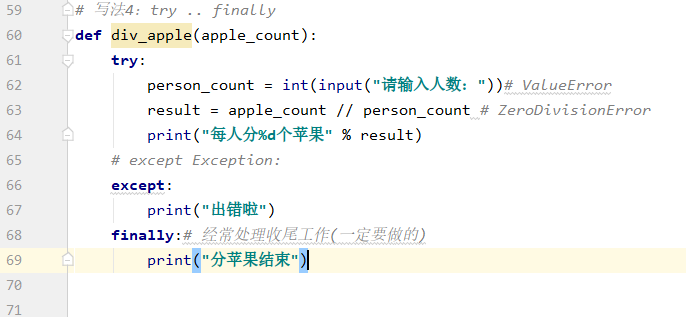 59 # 写法4: try .. finally
60 def div_apple(apple_count):
61 try:
62 person_count = int(input("请输入人数: "))# ValueError
63 result = apple_count // person_count # ZeroDivisionError
64 print("每人分%d个苹果" % result)
65 # except Exception:
66 except:
67 print("出错啦")
68 finally:# 经常处理收尾工作(一定要做的)
69 print("分苹果结束")
70
71